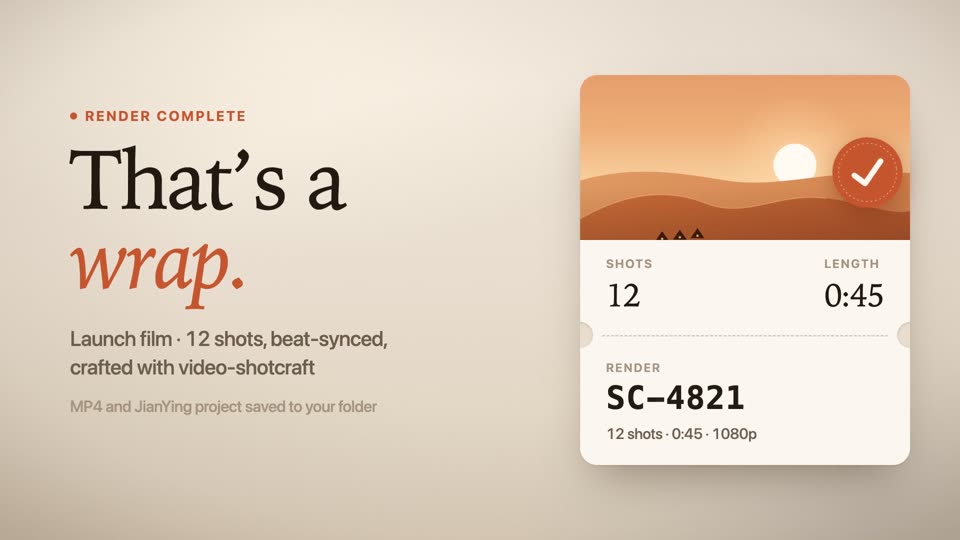 RENDER COMPLETE
That’s a
wrap.
Launch film · 12 shots, beat-synced,
crafted with video-shotcraft
MP4 and JianYing project saved to your folder
SHOTS
12
LENGTH
0:45
RENDER
SC–4821
12 shots · 0:45 · 1080p